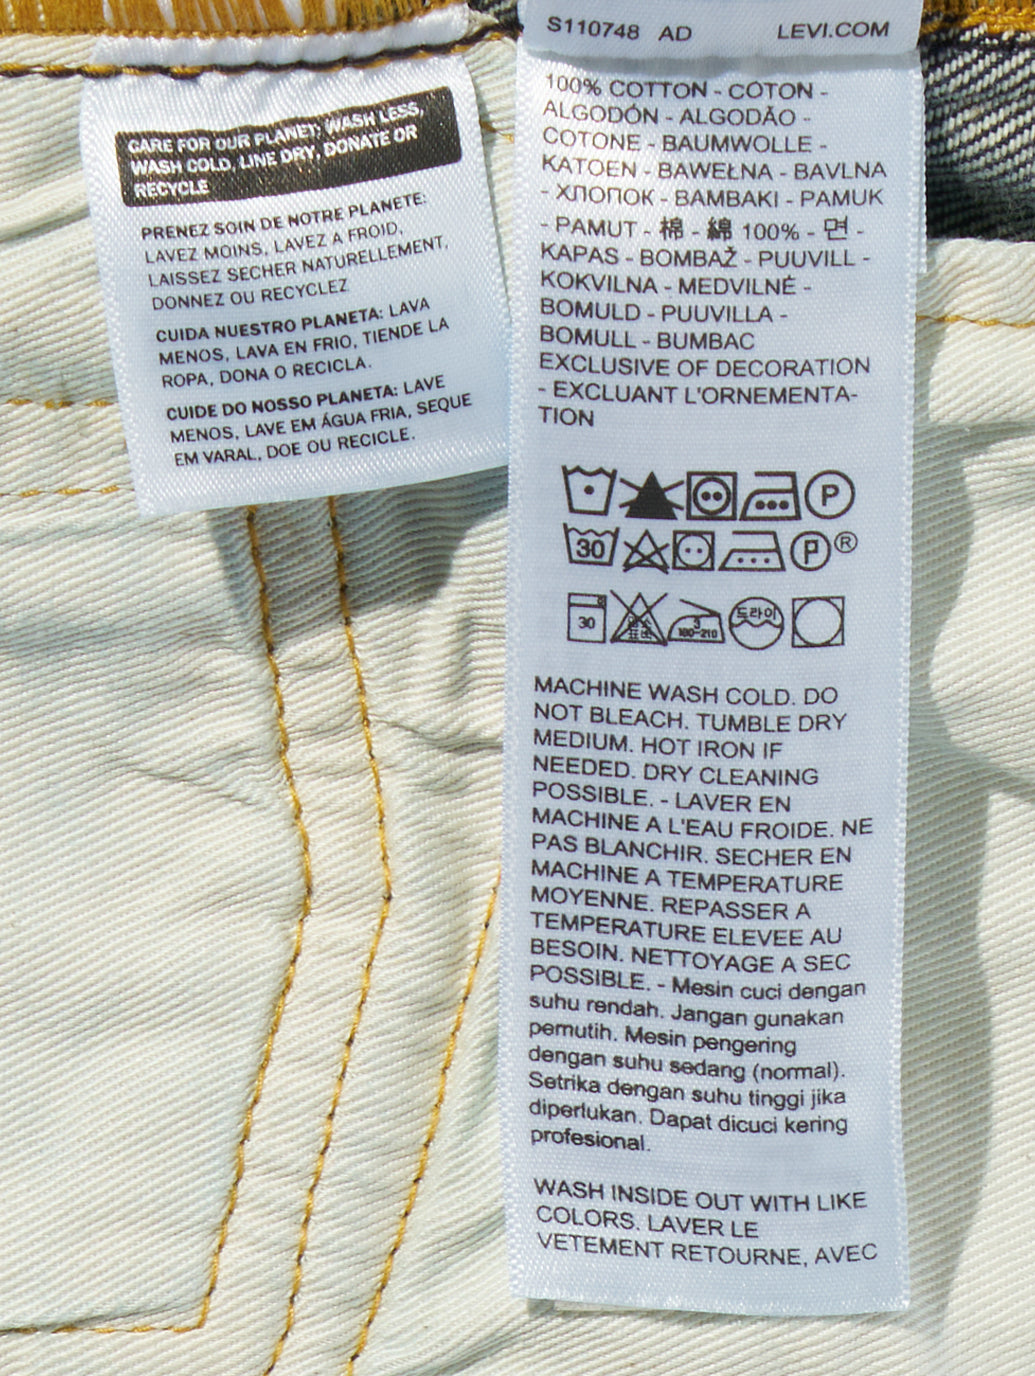 CARE FOR OUR PLANET: WASH LESS,
WASH COLD, LINE DRY, DONATE OR
RECYCLE
PRENEZ SOIN DE NOTRE PLANETE:
LAVEZ MOINS, LAVEZ A FROID,
LAISSEZ SECHER NATURELLEMENT,
DONNEZ OU RECYCLEZ
CUIDA NUESTRO PLANETA: LAVA
MENOS, LAVA EN FRIO, TIENDE LA
ROPA, DONA O RECICLA.
CUIDE DO NOSSO PLANETA: LAVE
MENOS, LAVE EM ÁGUA FRIA, SEQUE
EM VARAL, DOE OU RECICLE.
S110748 AD LEVI.COM
100% COTTON - COTON -
ALGODÓN - ALGODÃO -
COTONE - BAUMWOLLE -
KATOEN - BAWEŁNA - BAVLNA
- ХЛОПОК - BAMBAKI - PAMUK
- PAMUT - 棉 - 綿 100% - 면 -
KAPAS - BOMBAŽ - PUUVILL -
KOKVILNA - MEDVILNÉ -
BOMULD - PUUVILLA -
BOMULL - BUMBAC
EXCLUSIVE OF DECORATION
- EXCLUANT L'ORNEMENTA-
TION
P
30 P®
30 3 180-210 드라이
MACHINE WASH COLD. DO
NOT BLEACH. TUMBLE DRY
MEDIUM. HOT IRON IF
NEEDED. DRY CLEANING
POSSIBLE. - LAVER EN
MACHINE A L'EAU FROIDE. NE
PAS BLANCHIR. SECHER EN
MACHINE A TEMPERATURE
MOYENNE. REPASSER A
TEMPERATURE ELEVEE AU
BESOIN. NETTOYAGE A SEC
POSSIBLE. - Mesin cuci dengan
suhu rendah. Jangan gunakan
pemutih. Mesin pengering
dengan suhu sedang (normal).
Setrika dengan suhu tinggi jika
diperlukan. Dapat dicuci kering
profesional.
WASH INSIDE OUT WITH LIKE
COLORS. LAVER LE
VETEMENT RETOURNE, AVEC